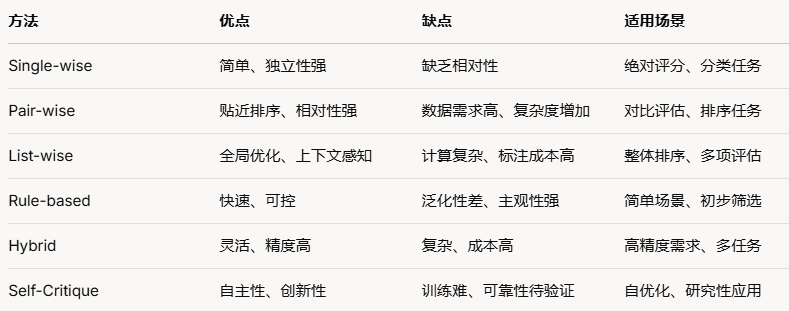 方法 优点 缺点 适用场景
Single-wise 简单、独立性强 缺乏相对性 绝对评分、分类任务
Pair-wise 贴近排序、相对性强 数据需求高、复杂度增加 对比评估、排序任务
List-wise 全局优化、上下文感知 计算复杂、标注成本高 整体排序、多项评估
Rule-based 快速、可控 泛化性差、主观性强 简单场景、初步筛选
Hybrid 灵活、精度高 复杂、成本高 高精度需求、多任务
Self-Critique 自主性、创新性 训练难、可靠性待验证 自优化、研究性应用